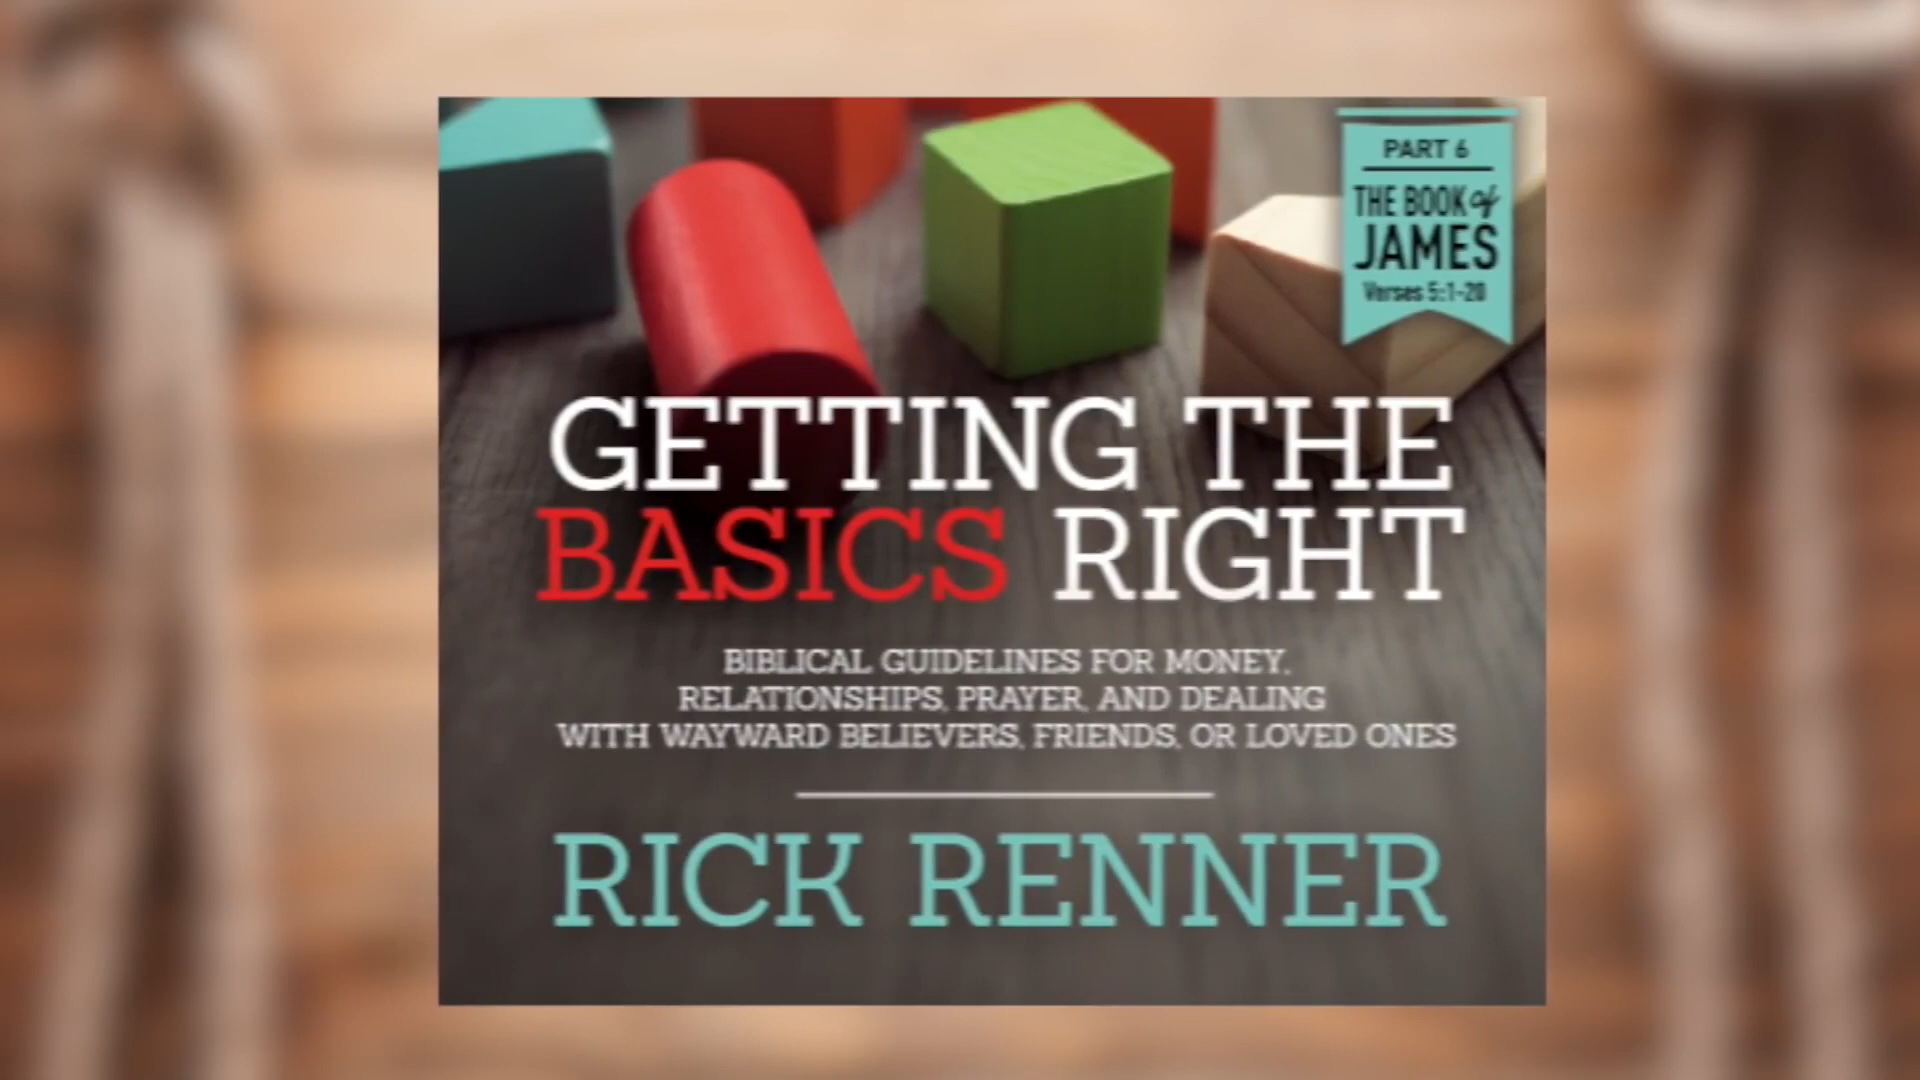 PART 6
THE BOOK of
JAMES
Verses 5:1-20
GETTING THE
BASICS RIGHT
BIBLICAL GUIDELINES FOR MONEY,
RELATIONSHIPS, PRAYER, AND DEALING
WITH WAYWARD BELIEVERS, FRIENDS, OR LOVED ONES
RICK RENNER